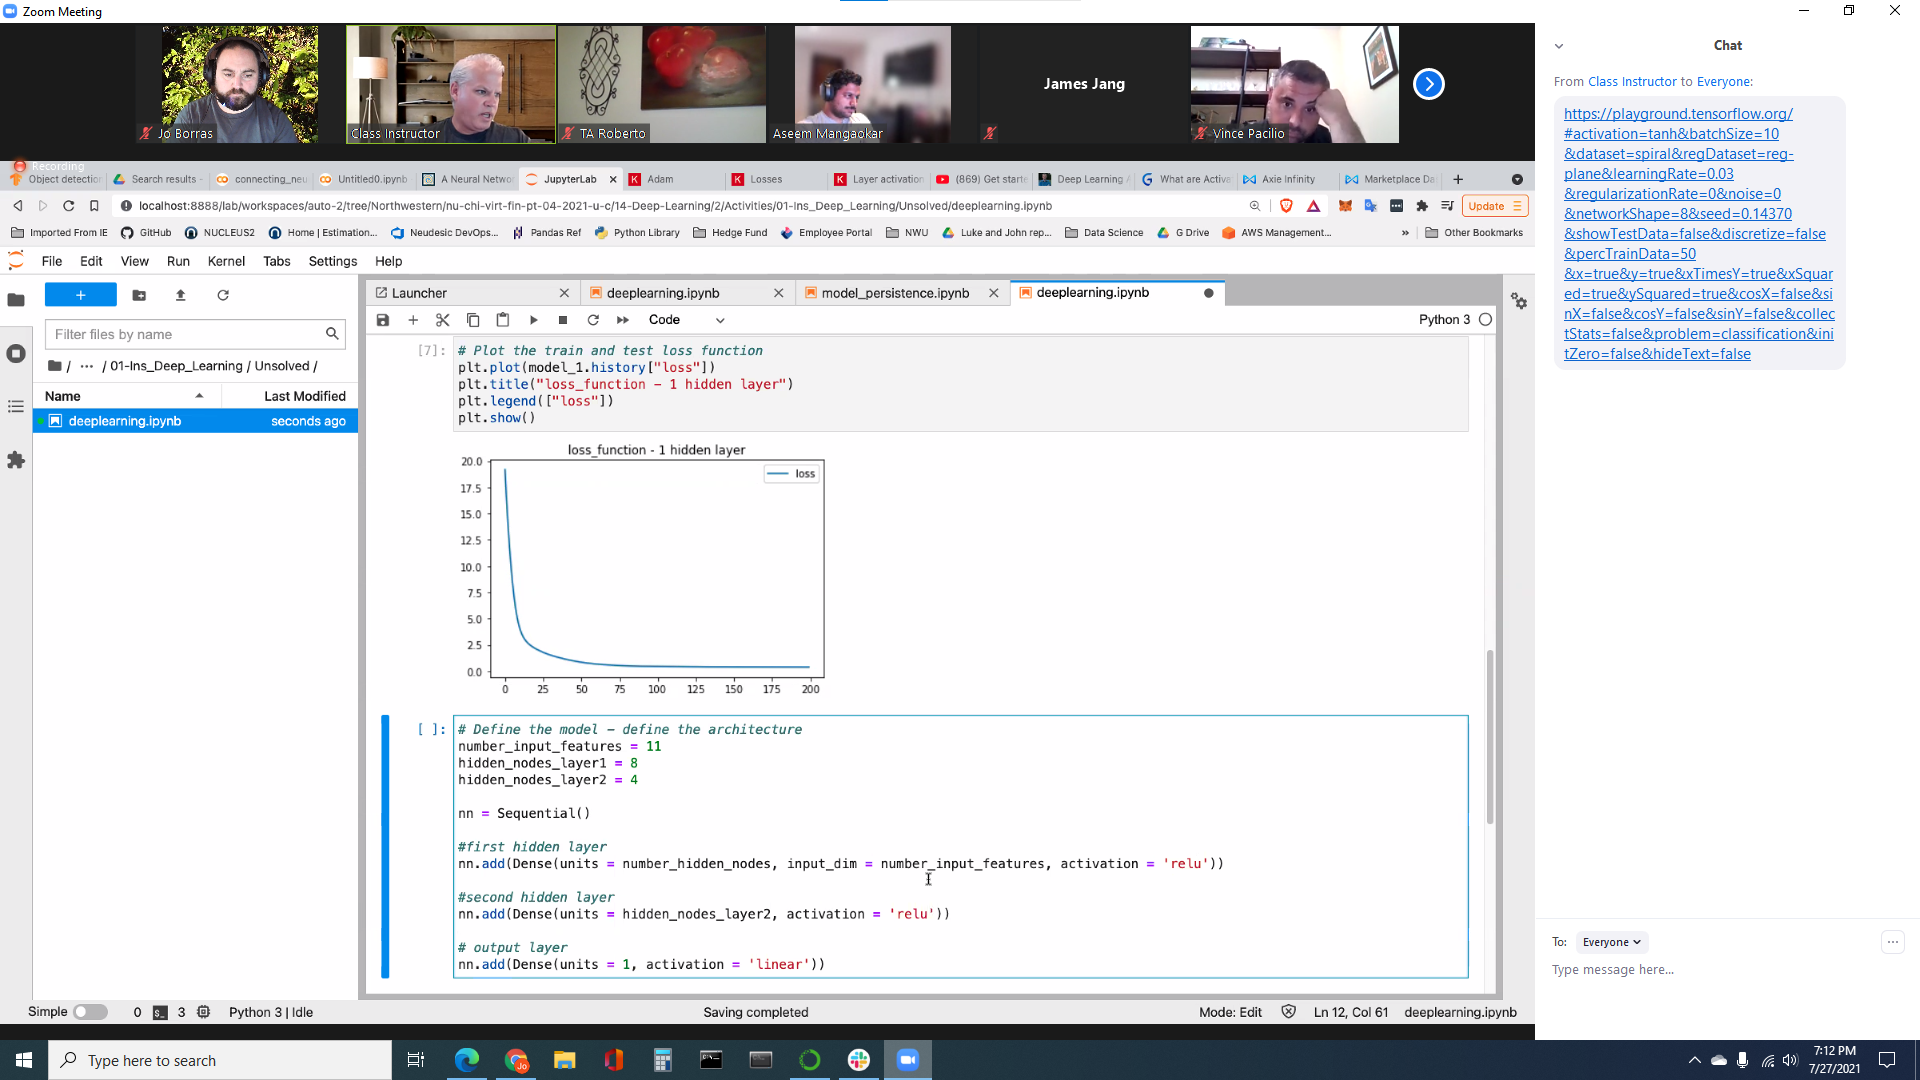 Zoom Meeting
Jo Borras
Class Instructor
TA Roberto
Aseem Mangaokar
James Jang
Vince Pacilio
Recording
Object detectio
Search results -
connecting_neu
Untitled0.ipynb
A Neural Netwo
JupyterLab
Adam
Losses
Layer activation
(869) Get starte
Deep Learning
What are Activa
Axie Infinity
Marketplace Da
localhost:8888/lab/workspaces/auto-2/tree/Northwestern/nu-chi-virt-fin-pt-04-2021-u-c/14-Deep-Learning/2/Activities/01-Ins_Deep_Learning/Unsolved/deeplearning.ipynb
Update
Imported From IE
GitHub
NUCLEUS2
Home | Estimation...
Neudesic DevOps...
Pandas Ref
Python Library
Hedge Fund
Employee Portal
NWU
Luke and John rep...
Data Science
G Drive
AWS Management...
»
Other Bookmarks
File Edit View Run Kernel Tabs Settings Help
Launcher
deeplearning.ipynb
model_persistence.ipynb
deeplearning.ipynb
Code
Python 3
Filter files by name
/ ··· / 01-Ins_Deep_Learning / Unsolved /
Name
Last Modified
deeplearning.ipynb
seconds ago
[7]:
# Plot the train and test loss function
plt.plot(model_1.history["loss"])
plt.title("loss_function - 1 hidden layer")
plt.legend(["loss"])
plt.show()
loss_function - 1 hidden layer
loss
20.0
17.5
15.0
12.5
10.0
7.5
5.0
2.5
0.0
0 25 50 75 100 125 150 175 200
[ ]:
# Define the model - define the architecture
number_input_features = 11
hidden_nodes_layer1 = 8
hidden_nodes_layer2 = 4
nn = Sequential()
#first hidden layer
nn.add(Dense(units = number_hidden_nodes, input_dim = number_input_features, activation = 'relu'))
#second hidden layer
nn.add(Dense(units = hidden_nodes_layer2, activation = 'relu'))
# output layer
nn.add(Dense(units = 1, activation = 'linear'))
Simple
0
3
Python 3 | Idle
Saving completed
Mode: Edit
Ln 12, Col 61
deeplearning.ipynb
Chat
From Class Instructor to Everyone:
https://playground.tensorflow.org/
#activation=tanh&batchSize=10
&dataset=spiral&regDataset=reg-
plane&learningRate=0.03
&regularizationRate=0&noise=0
&networkShape=8&seed=0.14370
&showTestData=false&discretize=false
&percTrainData=50
&x=true&y=true&xTimesY=true&xSquar
ed=true&ySquared=true&cosX=false&si
nX=false&cosY=false&sinY=false&collec
tStats=false&problem=classification&ini
tZero=false&hideText=false
To: Everyone
Type message here...
Type here to search
7:12 PM
7/27/2021